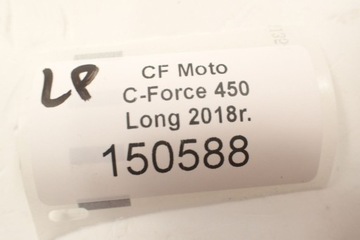 LP
CF Moto
C-Force 450
Long 2018r.
150588